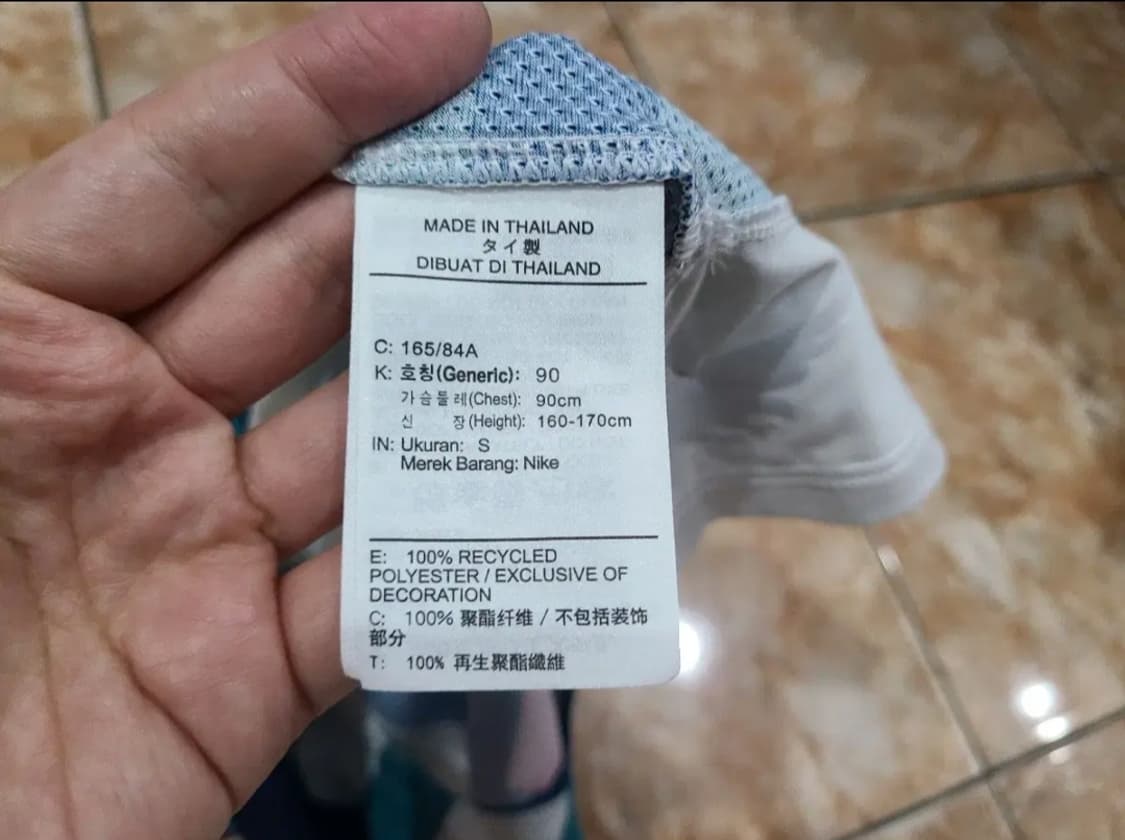 MADE IN THAILAND
タイ製
DIBUAT DI THAILAND
C: 165/84A
K: 호칭(Generic): 90
가슴둘레(Chest): 90cm
신 장(Height): 160-170cm
IN: Ukuran: S
Merek Barang: Nike
E: 100% RECYCLED
POLYESTER / EXCLUSIVE OF
DECORATION
C: 100% 聚酯纤维 / 不包括装饰
部分
T: 100% 再生聚酯纖維